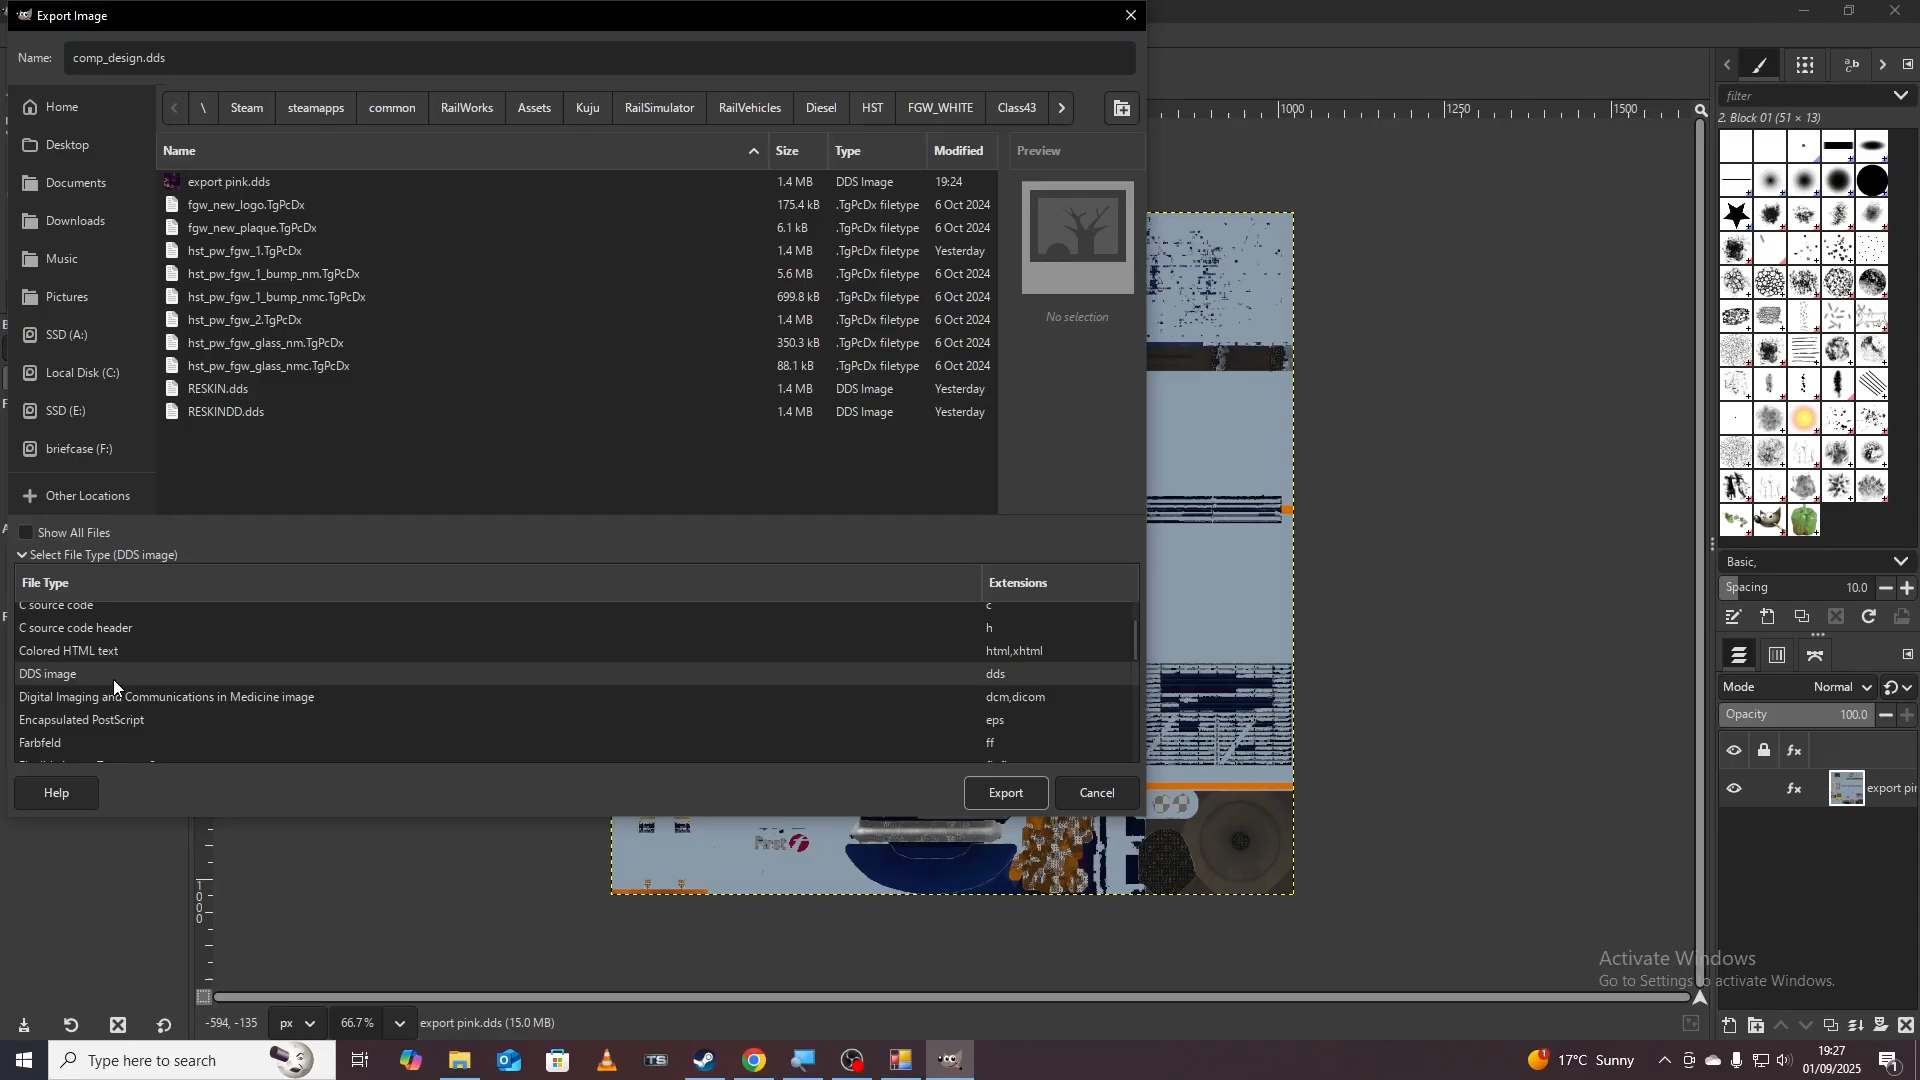 Export Image
Name: comp_design.dds
\ Steam steamapps common RailWorks Assets Kuju RailSimulator RailVehicles Diesel HST FGW_WHITE Class43
Home
Desktop
Documents
Downloads
Music
Pictures
SSD (A:)
Local Disk (C:)
SSD (E:)
briefcase (F:)
Other Locations
Name Size Type Modified Preview
export pink.dds 1.4 MB DDS Image 19:24
fgw_new_logo.TgPcDx 175.4 kB .TgPcDx filetype 6 Oct 2024
fgw_new_plaque.TgPcDx 6.1 kB .TgPcDx filetype 6 Oct 2024
hst_pw_fgw_1.TgPcDx 1.4 MB .TgPcDx filetype Yesterday
hst_pw_fgw_1_bump_nm.TgPcDx 5.6 MB .TgPcDx filetype 6 Oct 2024
hst_pw_fgw_1_bump_nmc.TgPcDx 699.8 kB .TgPcDx filetype 6 Oct 2024
hst_pw_fgw_2.TgPcDx 1.4 MB .TgPcDx filetype 6 Oct 2024
hst_pw_fgw_glass_nm.TgPcDx 350.3 kB .TgPcDx filetype 6 Oct 2024
hst_pw_fgw_glass_nmc.TgPcDx 88.1 kB .TgPcDx filetype 6 Oct 2024
RESKIN.dds 1.4 MB DDS Image Yesterday
RESKINDD.dds 1.4 MB DDS Image Yesterday
No selection
Show All Files
Select File Type (DDS image)
File Type Extensions
C source code c
C source code header h
Colored HTML text html,xhtml
DDS image dds
Digital Imaging and Communications in Medicine image dcm,dicom
Encapsulated PostScript eps
Farbfeld ff
Help Export Cancel
1000 1250 1500
filter
2. Block 01 (51 × 13)
Basic,
Spacing 10.0
Mode Normal
Opacity 100.0
fx
fx export pin
First
1
0
0
0
Activate Windows
Go to Settings to activate Windows.
-594, -135 px 66.7% export pink.dds (15.0 MB)
Type here to search
TS
1 17°C Sunny
19:27
01/09/2025
1